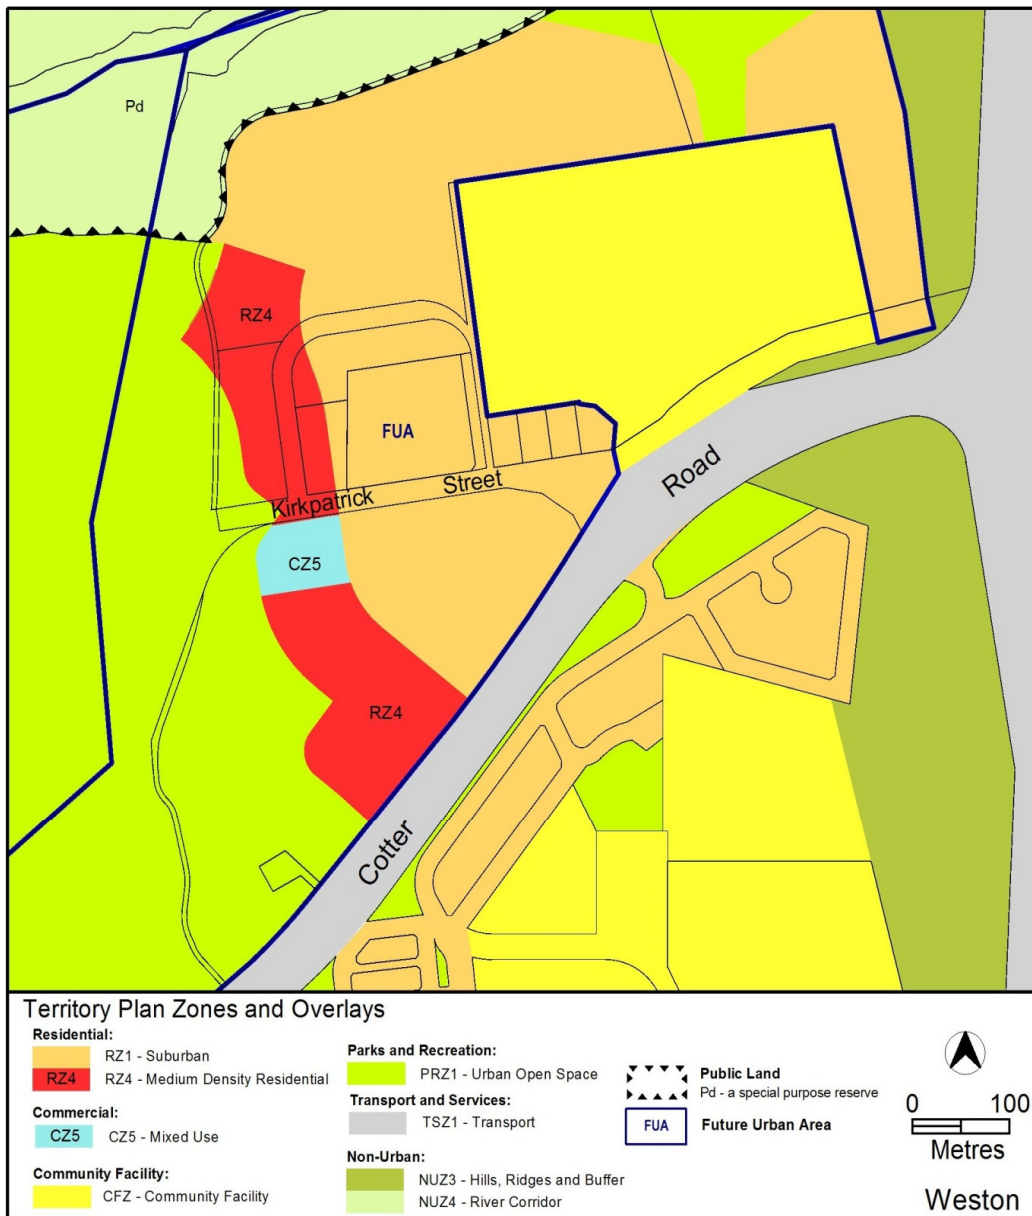 Pd
RZ4
FUA
Kirkpatrick Street
Road
CZ5
RZ4
Cotter
Territory Plan Zones and Overlays
Residential:
RZ1 - Suburban
RZ4 RZ4 - Medium Density Residential
Commercial:
CZ5 CZ5 - Mixed Use
Community Facility:
CFZ - Community Facility
Parks and Recreation:
PRZ1 - Urban Open Space
Transport and Services:
TSZ1 - Transport
Non-Urban:
NUZ3 - Hills, Ridges and Buffer
NUZ4 - River Corridor
Public Land
Pd - a special purpose reserve
FUA Future Urban Area
0 100
Metres
Weston